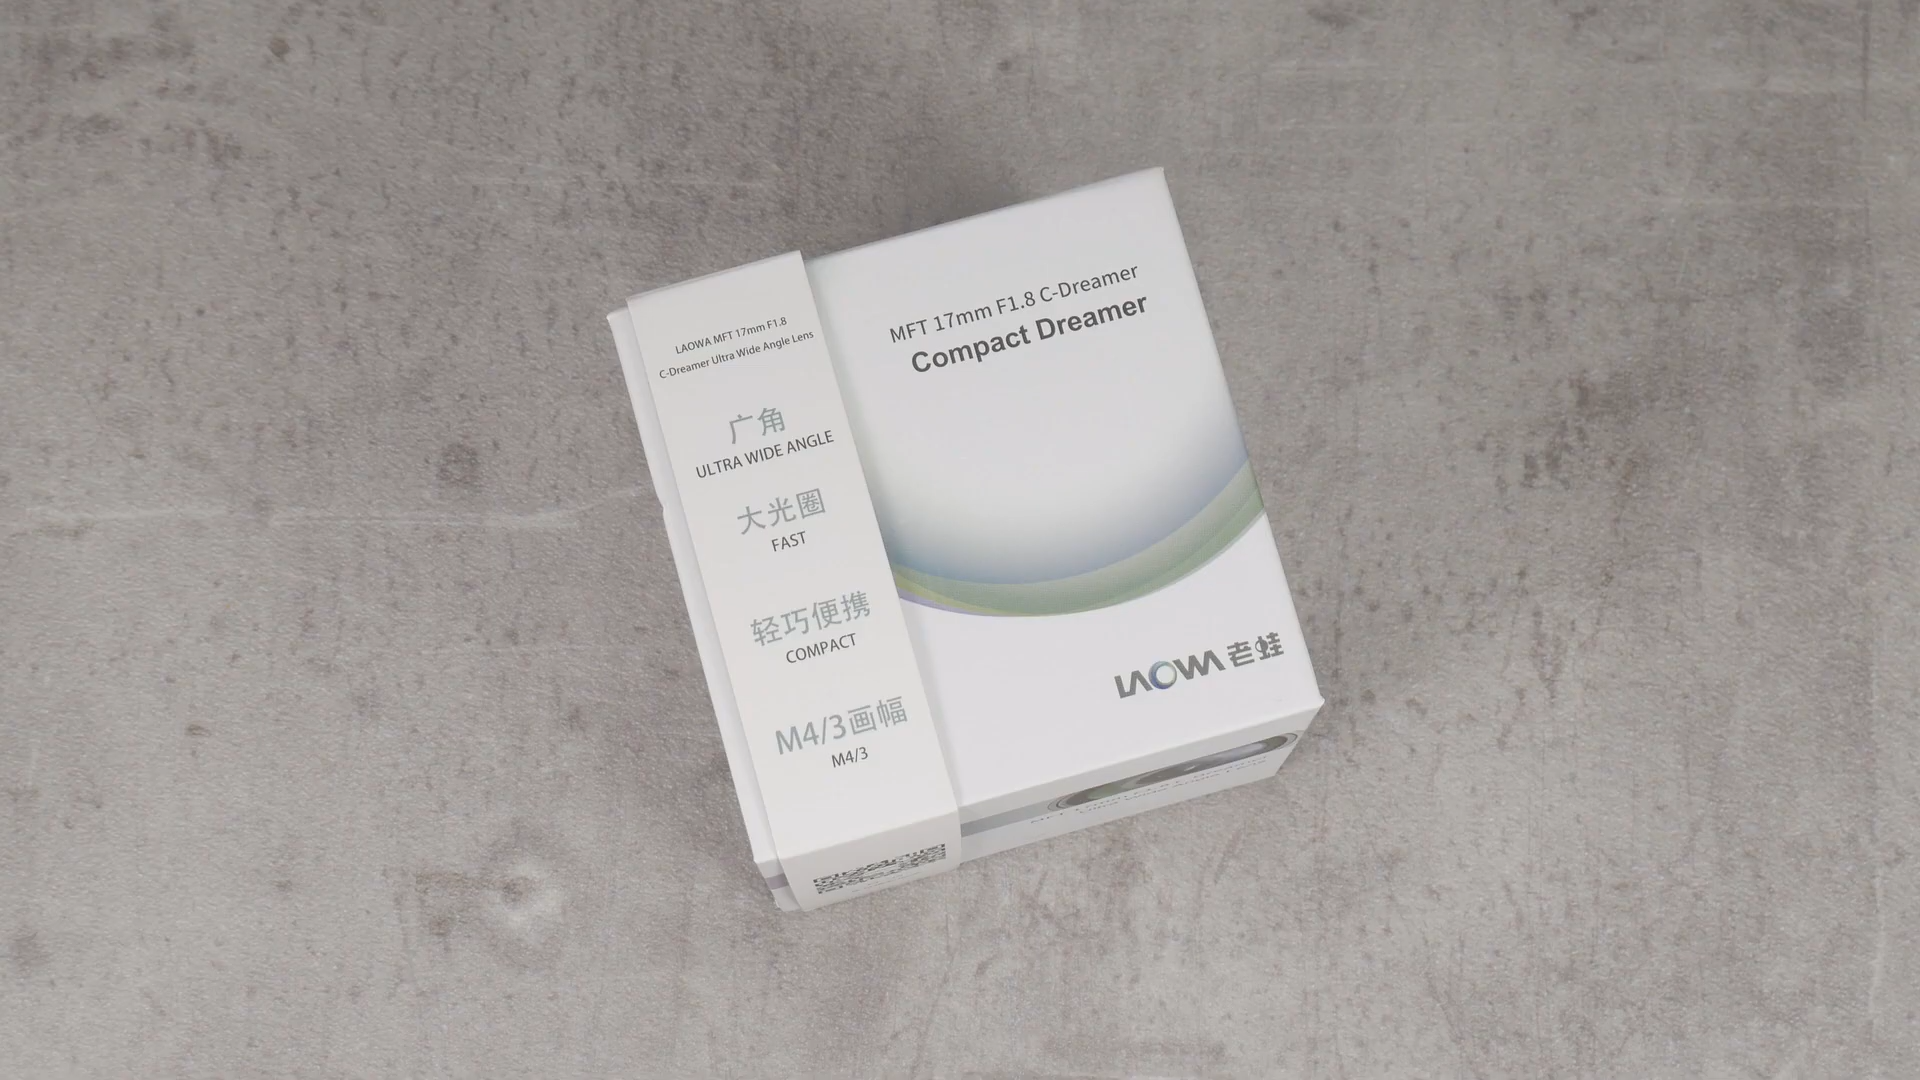 LAOWA MFT 17mm F1.8
C-Dreamer Ultra Wide Angle Lens
广角
ULTRA WIDE ANGLE
大光圈
FAST
轻巧便携
COMPACT
M4/3画幅
M4/3
MFT 17mm F1.8 C-Dreamer
Compact Dreamer
LAOWA 老蛙